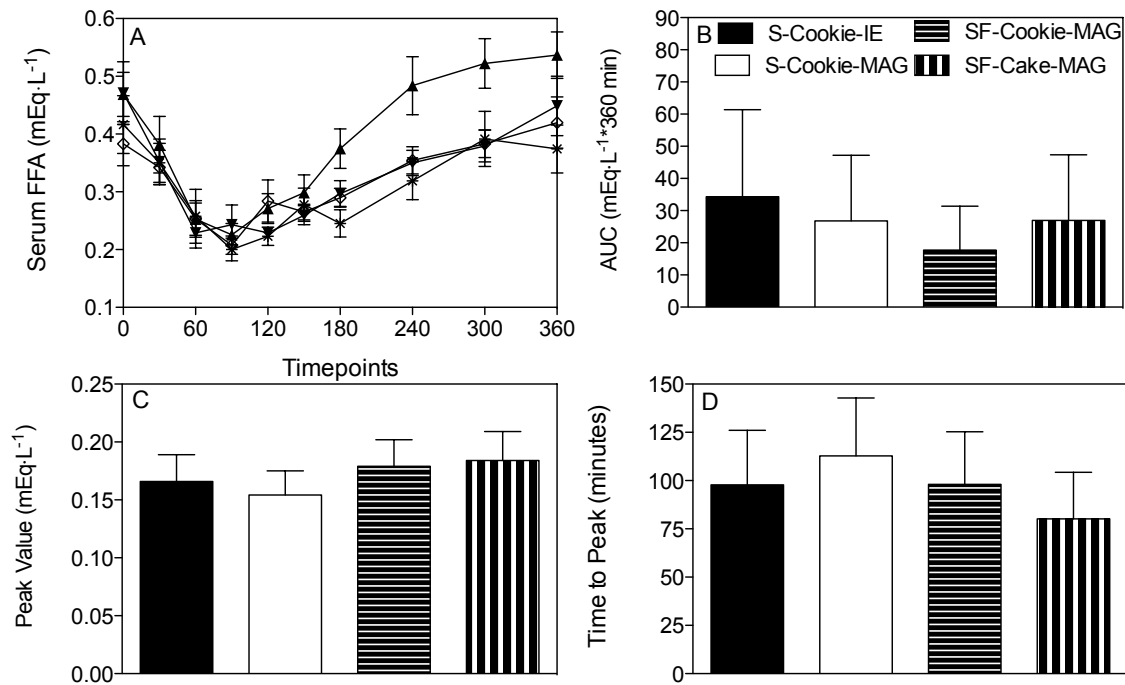 A
Serum FFA (mEq·L⁻¹)
0.6
0.5
0.4
0.3
0.2
0.1
0 60 120 180 240 300 360
Timepoints
B
S-Cookie-IE SF-Cookie-MAG
S-Cookie-MAG SF-Cake-MAG
AUC (mEq·L⁻¹*360 min)
90
80
70
60
50
40
30
20
10
0
C
Peak Value (mEq·L⁻¹)
0.25
0.20
0.15
0.10
0.05
0.00
D
Time to Peak (minutes)
150
125
100
75
50
25
0